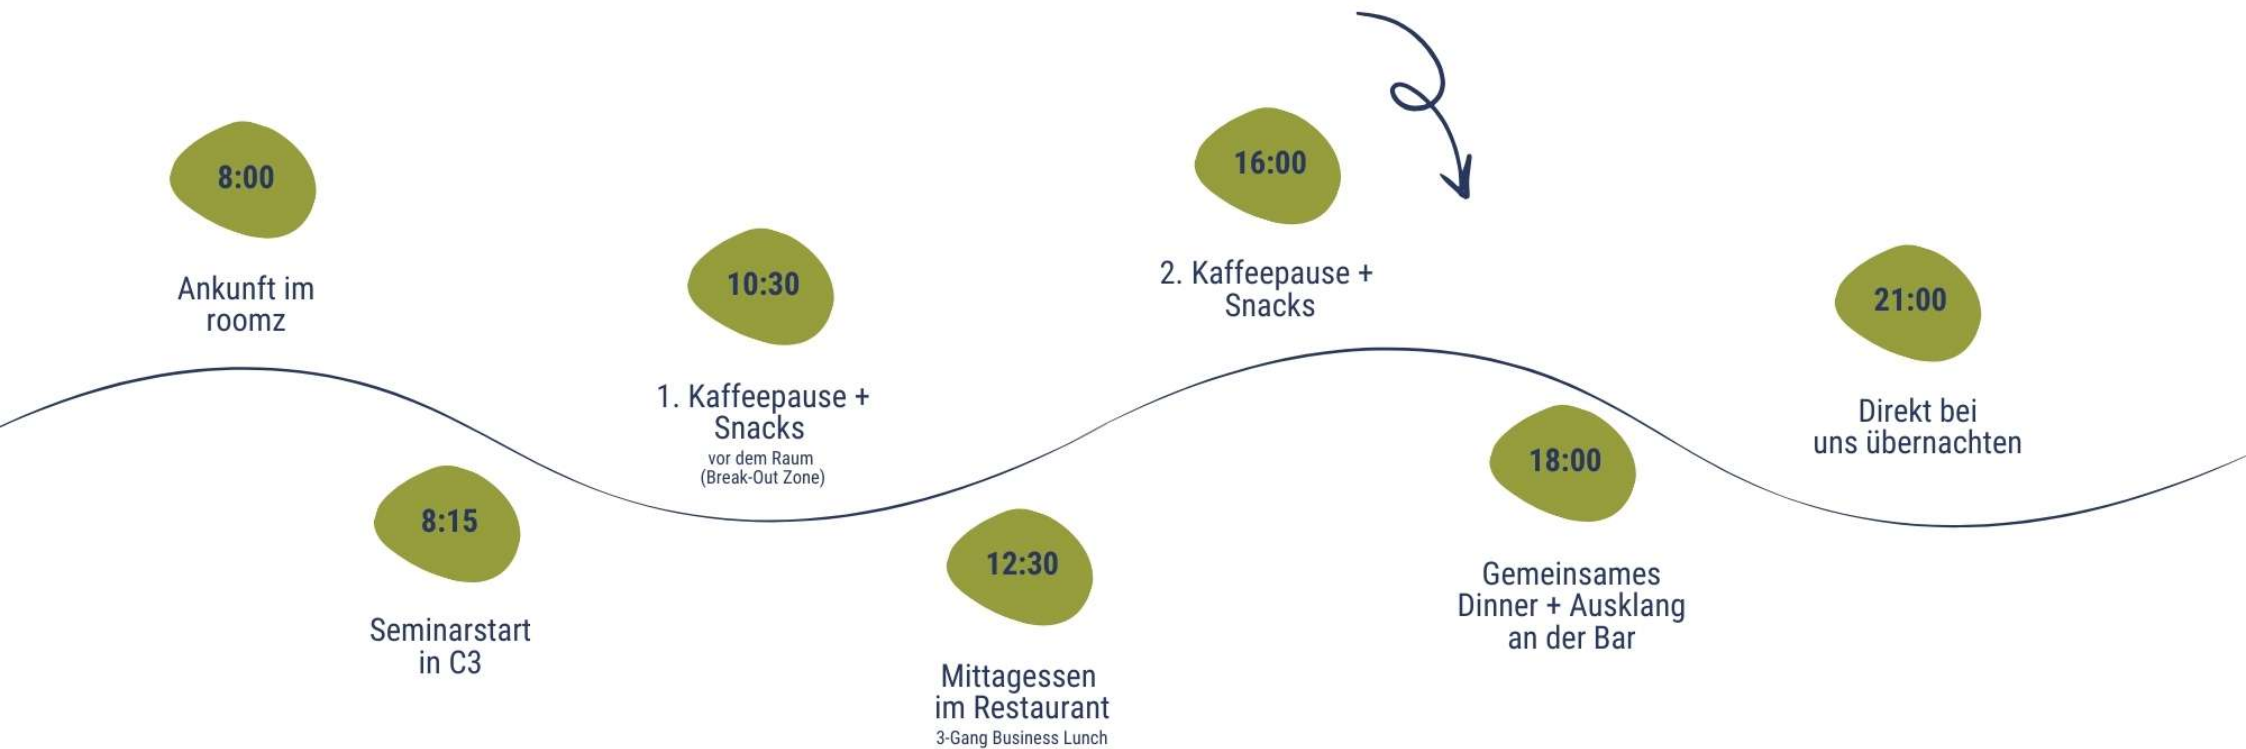 8:00
Ankunft im
roomz
8:15
Seminarstart
in C3
10:30
1. Kaffeepause +
Snacks
vor dem Raum
(Break-Out Zone)
12:30
Mittagessen
im Restaurant
3-Gang Business Lunch
16:00
2. Kaffeepause +
Snacks
18:00
Gemeinsames
Dinner + Ausklang
an der Bar
21:00
Direkt bei
uns übernachten